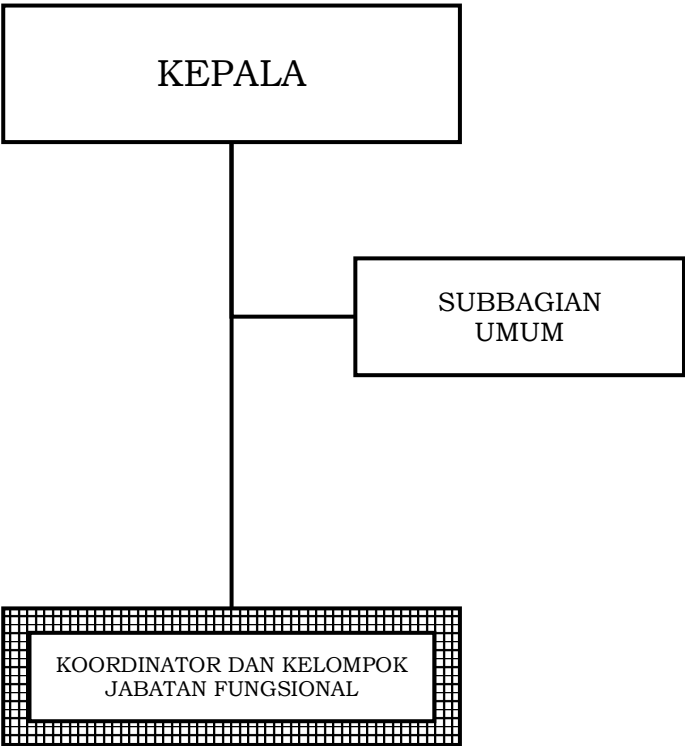 KEPALA
SUBBAGIAN
UMUM
KOORDINATOR DAN KELOMPOK
JABATAN FUNGSIONAL